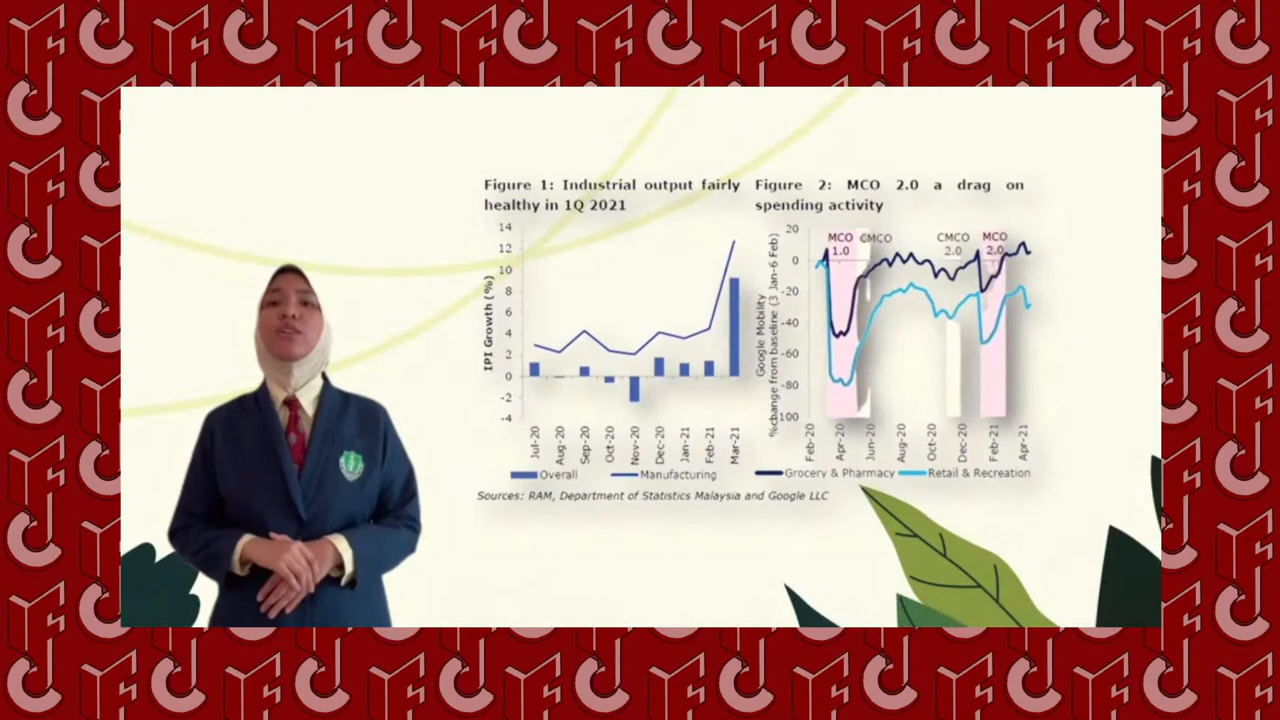 Figure 1: Industrial output fairly
healthy in 1Q 2021
14
12
10
8
6
4
2
0
-2
-4
IPI Growth (%)
Jul-20
Aug-20
Sep-20
Oct-20
Nov-20
Dec-20
Jan-21
Feb-21
Mar-21
Overall
Manufacturing
Figure 2: MCO 2.0 a drag on
spending activity
Google Mobility
%change from baseline (3 Jan-6 Feb)
20
0
-20
-40
-60
-80
-100
MCO
1.0
CMCO
CMCO
2.0
MCO
2.0
Feb-20
Apr-20
Jun-20
Aug-20
Oct-20
Dec-20
Feb-21
Apr-21
Grocery & Pharmacy
Retail & Recreation
Sources: RAM, Department of Statistics Malaysia and Google LLC